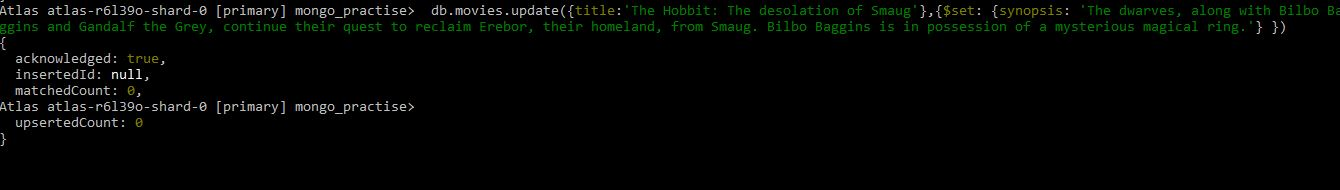 Atlas atlas-r6l39o-shard-0 [primary] mongo_practise>  db.movies.update({title:'The Hobbit: The desolation of Smaug'},{$set: {synopsis: 'The dwarves, along with Bilbo Ba
ggins and Gandalf the Grey, continue their quest to reclaim Erebor, their homeland, from Smaug. Bilbo Baggins is in possession of a mysterious magical ring.'} })
{
  acknowledged: true,
  insertedId: null,
  matchedCount: 0,
Atlas atlas-r6l39o-shard-0 [primary] mongo_practise>
  upsertedCount: 0
}